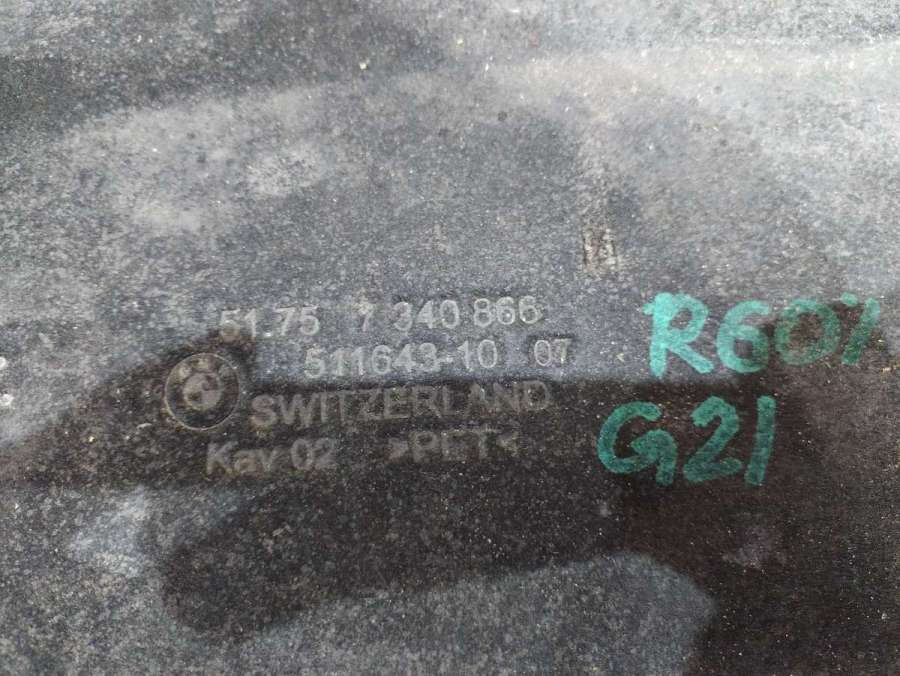 51.75 7 340 866
511643-10 07
SWITZERLAND
Kav 02 >PET<
R601
G21